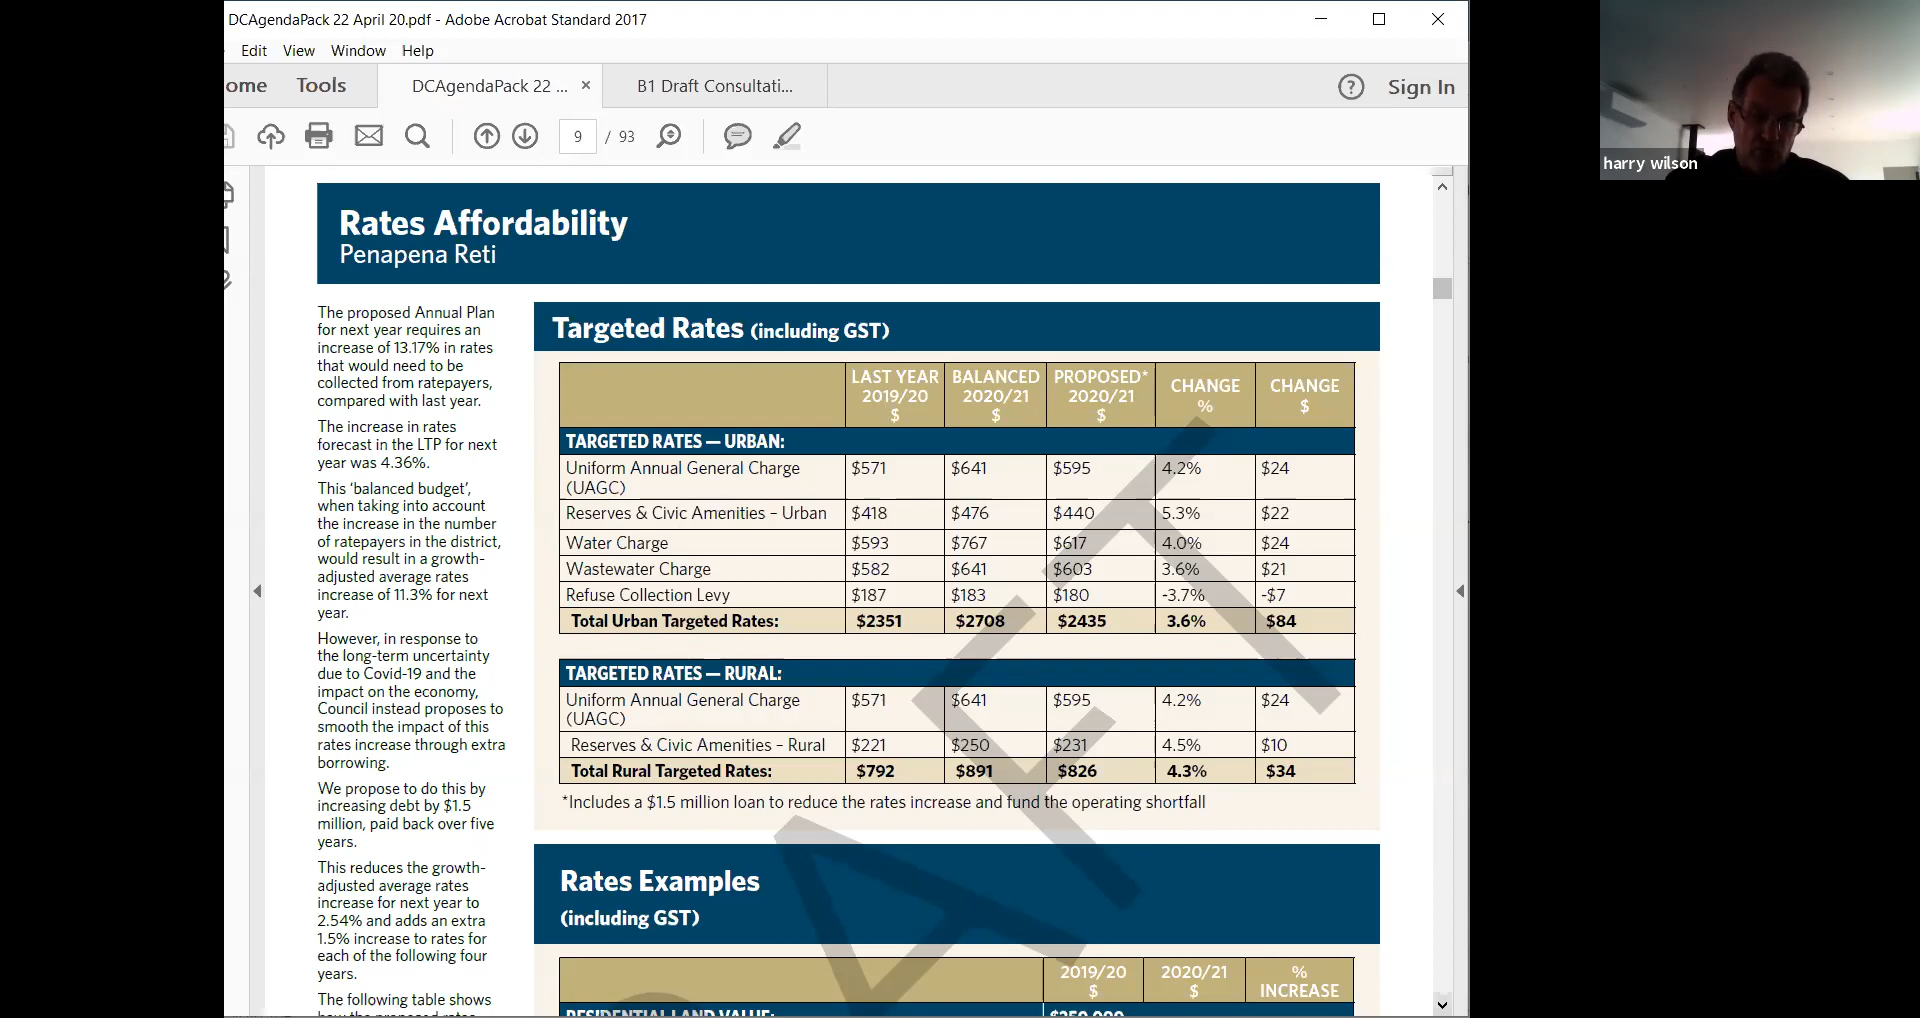 DCAgendaPack 22 April 20.pdf - Adobe Acrobat Standard 2017
Edit View Window Help
ome Tools DCAgendaPack 22 ... × B1 Draft Consultati... ? Sign In
9 / 93
harry wilson
Rates Affordability
Penapena Reti
The proposed Annual Plan
for next year requires an
increase of 13.17% in rates
that would need to be
collected from ratepayers,
compared with last year.
The increase in rates
forecast in the LTP for next
year was 4.36%.
This ‘balanced budget’,
when taking into account
the increase in the number
of ratepayers in the district,
would result in a growth-
adjusted average rates
increase of 11.3% for next
year.
However, in response to
the long-term uncertainty
due to Covid-19 and the
impact on the economy,
Council instead proposes to
smooth the impact of this
rates increase through extra
borrowing.
We propose to do this by
increasing debt by $1.5
million, paid back over five
years.
This reduces the growth-
adjusted average rates
increase for next year to
2.54% and adds an extra
1.5% increase to rates for
each of the following four
years.
The following table shows
Targeted Rates (including GST)
LAST YEAR 2019/20 $ BALANCED 2020/21 $ PROPOSED* 2020/21 $ CHANGE % CHANGE $
TARGETED RATES — URBAN:
Uniform Annual General Charge (UAGC) $571 $641 $595 4.2% $24
Reserves & Civic Amenities – Urban $418 $476 $440 5.3% $22
Water Charge $593 $767 $617 4.0% $24
Wastewater Charge $582 $641 $603 3.6% $21
Refuse Collection Levy $187 $183 $180 -3.7% -$7
Total Urban Targeted Rates: $2351 $2708 $2435 3.6% $84
TARGETED RATES — RURAL:
Uniform Annual General Charge (UAGC) $571 $641 $595 4.2% $24
Reserves & Civic Amenities – Rural $221 $250 $231 4.5% $10
Total Rural Targeted Rates: $792 $891 $826 4.3% $34
*Includes a $1.5 million loan to reduce the rates increase and fund the operating shortfall
Rates Examples
(including GST)
2019/20 $ 2020/21 $ % INCREASE
RESIDENTIAL LAND VALUE: $250,000